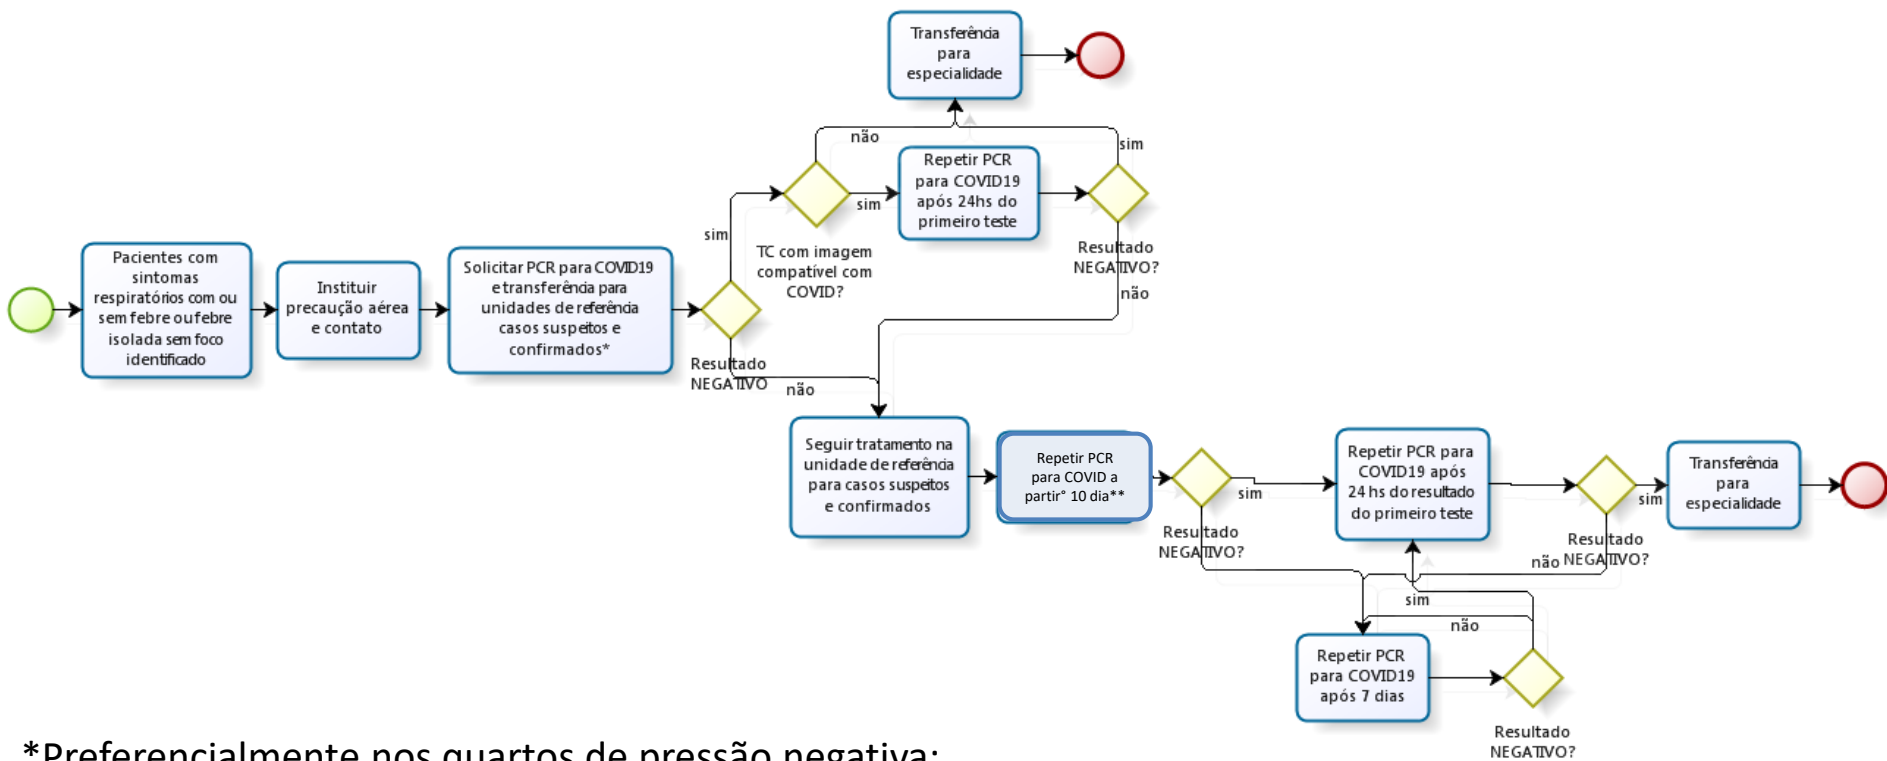 Transferência
para
especialidade
não
sim
Repetir PCR
para COVID19
após 24hs do
primeiro teste
sim
sim
TC com imagem
compatível com
COVID?
Resultado
NEGATIVO?
não
Pacientes com
sintomas
respiratórios com ou
sem febre ou febre
isolada sem foco
identificado
Instituir
precaução aérea
e contato
Solicitar PCR para COVID19
e transferência para
unidades de referência
casos suspeitos e
confirmados*
Resultado
NEGATIVO
não
Seguir tratamento na
unidade de referência
para casos suspeitos
e confirmados
Repetir PCR
para COVID a
partir° 10 dia**
Resultado
NEGATIVO?
sim
Repetir PCR para
COVID19 após
24 hs do resultado
do primeiro teste
sim
Resultado
NEGATIVO?
não
Transferência
para
especialidade
sim
não
Repetir PCR
para COVID19
após 7 dias
Resultado
NEGATIVO?
*Preferencialmente nos quartos de pressão negativa;